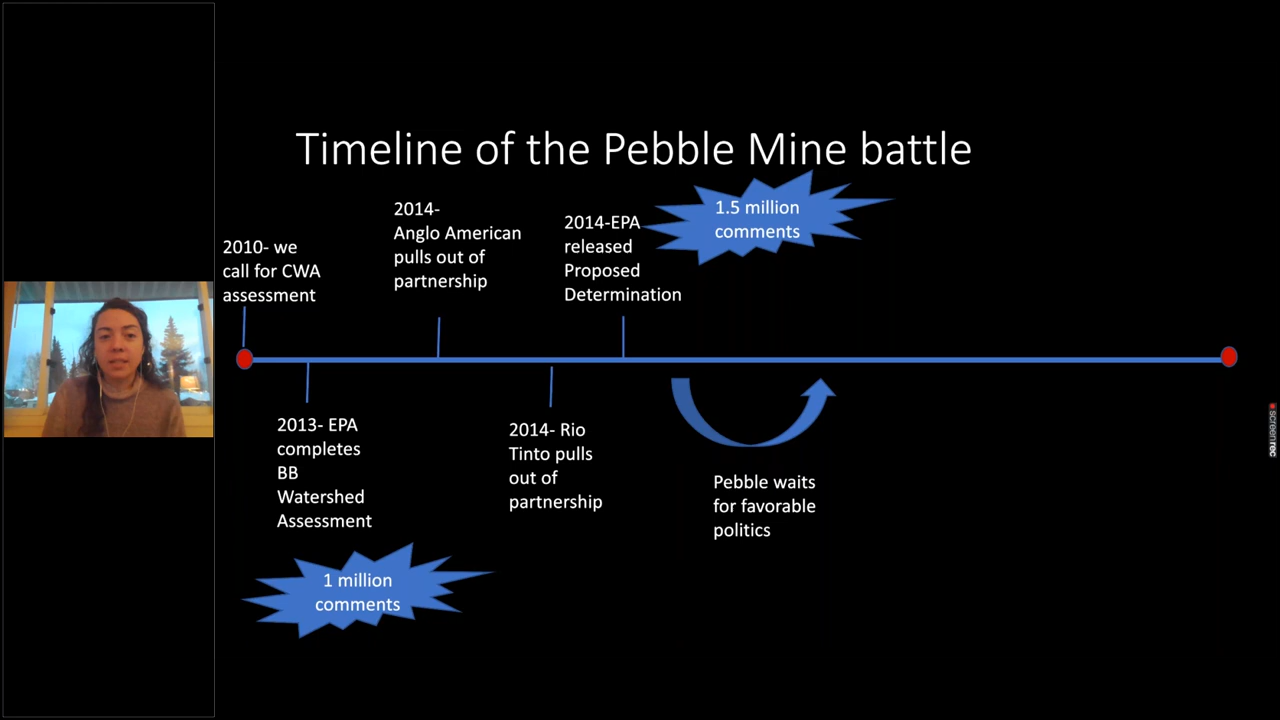 Timeline of the Pebble Mine battle
2010- we
call for CWA
assessment
2014-
Anglo American
pulls out of
partnership
2014-EPA
released
Proposed
Determination
1.5 million
comments
2013- EPA
completes
BB
Watershed
Assessment
1 million
comments
2014- Rio
Tinto pulls
out of
partnership
Pebble waits
for favorable
politics
screenrec